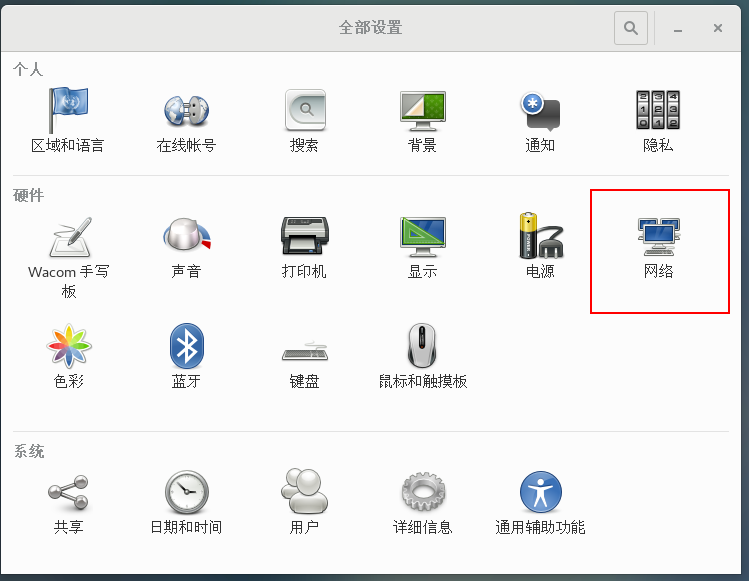 全部设置
个人
区域和语言
在线帐号
搜索
背景
通知
隐私
硬件
Wacom 手写
板
声音
打印机
显示
电源
网络
色彩
蓝牙
键盘
鼠标和触摸板
系统
共享
日期和时间
用户
详细信息
通用辅助功能